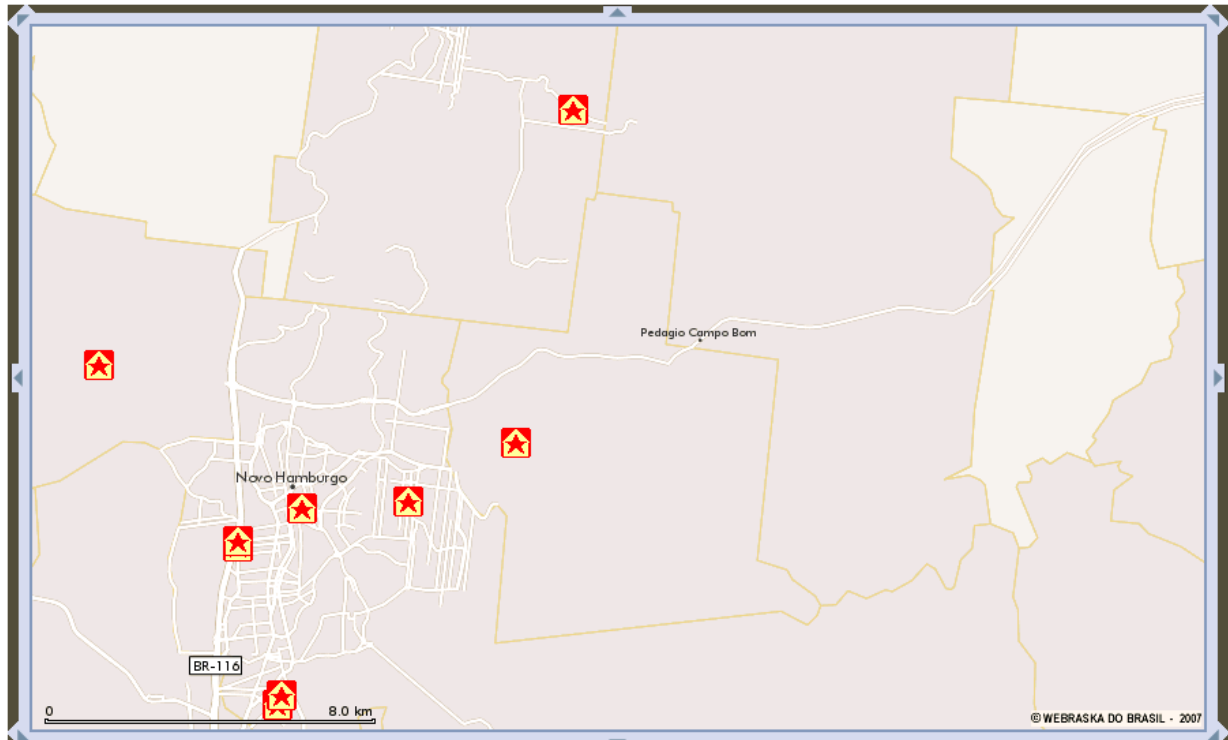 Pedagio Campo Bom
Novo Hamburgo
BR-116
0 8.0 km
© WEBRASKA DO BRASIL - 2007